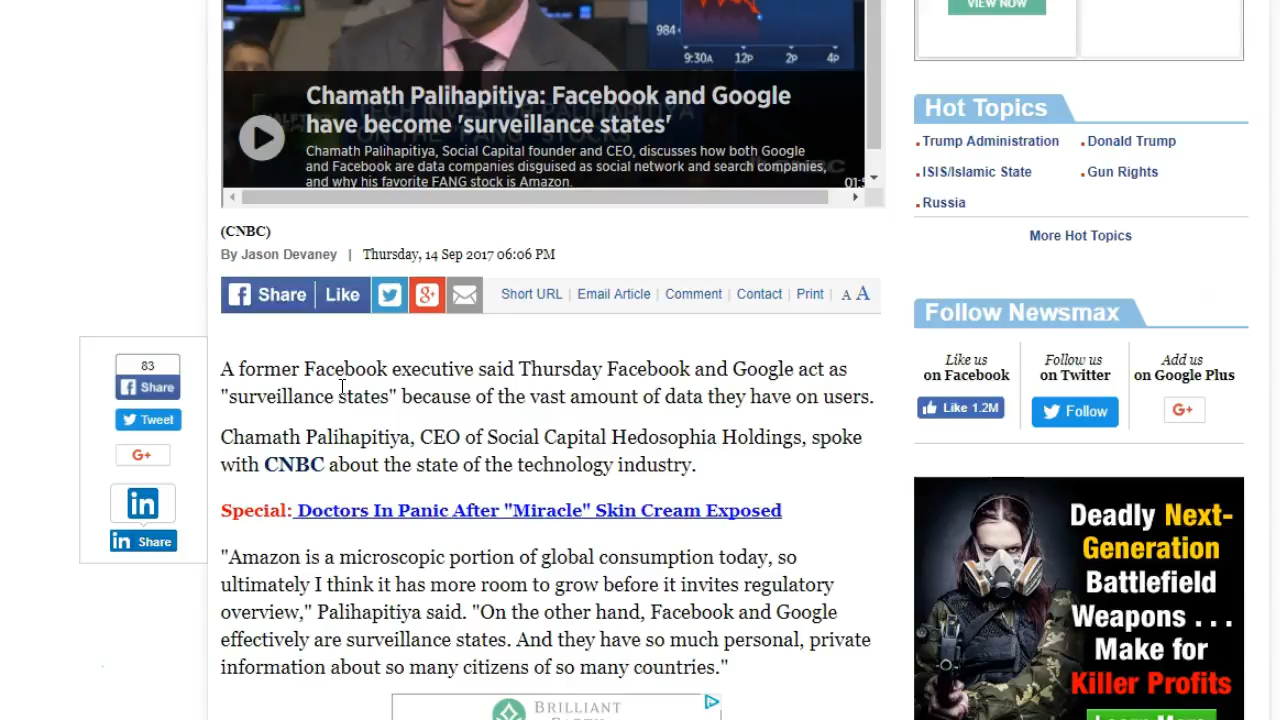 VIEW NOW
984
9:30A 12P 2P 4P
Chamath Palihapitiya: Facebook and Google
have become 'surveillance states'
Chamath Palihapitiya, Social Capital founder and CEO, discusses how both Google
and Facebook are data companies disguised as social network and search companies,
and why his favorite FANG stock is Amazon.
(CNBC)
By Jason Devaney | Thursday, 14 Sep 2017 06:06 PM
Share Like Short URL | Email Article | Comment | Contact | Print | A A
83
Share
Tweet
G+
in
in Share
A former Facebook executive said Thursday Facebook and Google act as
"surveillance states" because of the vast amount of data they have on users.
Chamath Palihapitiya, CEO of Social Capital Hedosophia Holdings, spoke
with CNBC about the state of the technology industry.
Special: Doctors In Panic After "Miracle" Skin Cream Exposed
"Amazon is a microscopic portion of global consumption today, so
ultimately I think it has more room to grow before it invites regulatory
overview," Palihapitiya said. "On the other hand, Facebook and Google
effectively are surveillance states. And they have so much personal, private
information about so many citizens of so many countries."
BRILLIANT
Hot Topics
Trump Administration Donald Trump
ISIS/Islamic State Gun Rights
Russia
More Hot Topics
Follow Newsmax
Like us
on Facebook
Like 1.2M
Follow us
on Twitter
Follow
Add us
on Google Plus
G+
Deadly Next-
Generation
Battlefield
Weapons . . .
Make for
Killer Profits